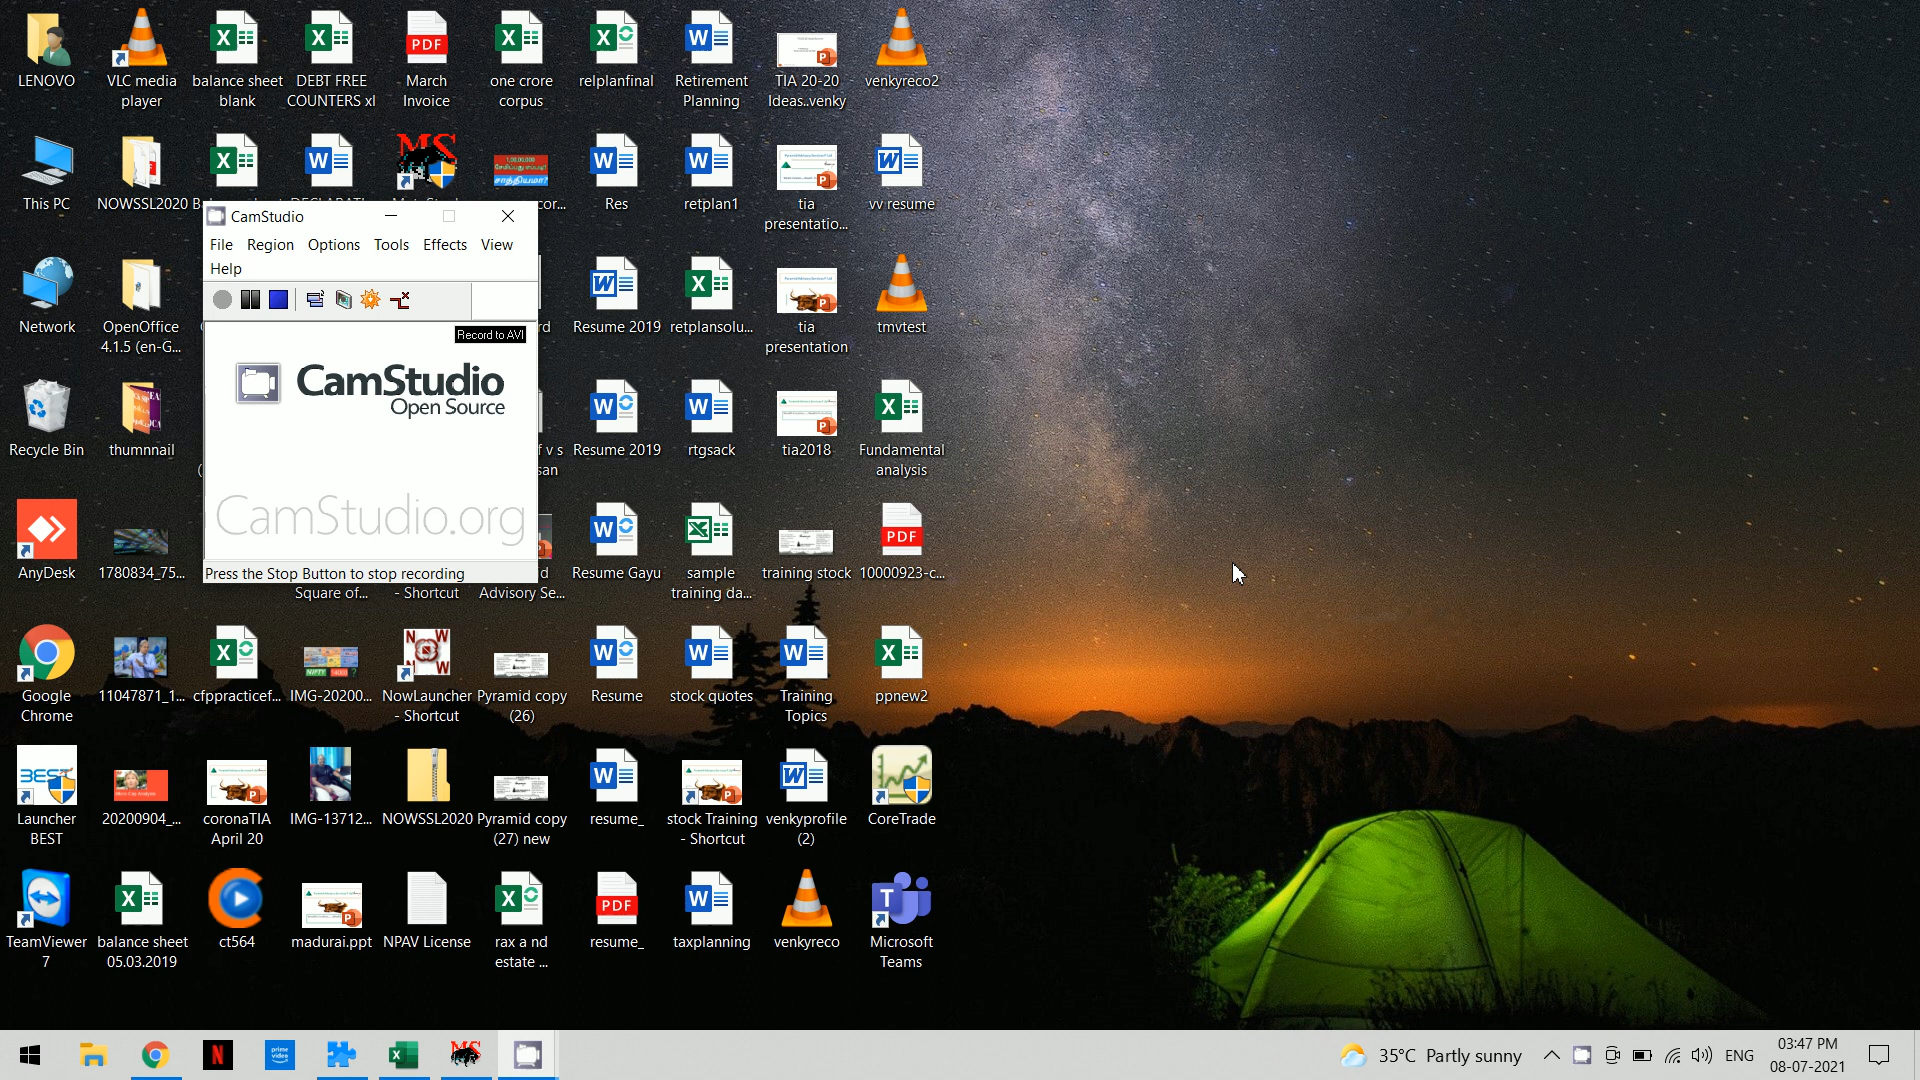 LENOVO
VLC media
player
balance sheet
blank
DEBT FREE
COUNTERS xl
March
Invoice
one crore
corpus
relplanfinal
Retirement
Planning
TIA 20-20
Ideas..venky
venkyreco2
This PC
NOWSSL2020
Res
retplan1
tia
presentatio...
vv resume
CamStudio
File Region Options Tools Effects View
Help
Record to AVI
CamStudio
Open Source
CamStudio.org
Press the Stop Button to stop recording
Network
OpenOffice
4.1.5 (en-G...
Resume 2019
retplansolu...
tia
presentation
tmvtest
Recycle Bin
thumnnail
Resume 2019
rtgsack
tia2018
Fundamental
analysis
AnyDesk
1780834_75...
Square of...
- Shortcut
Advisory Se...
Resume Gayu
sample
training da...
training stock
10000923-c...
Google
Chrome
11047871_1...
cfppracticef...
IMG-20200...
NowLauncher
- Shortcut
Pyramid copy
(26)
Resume
stock quotes
Training
Topics
ppnew2
Launcher
BEST
20200904_...
coronaTIA
April 20
IMG-13712...
NOWSSL2020
Pyramid copy
(27) new
resume_
stock Training
- Shortcut
venkyprofile
(2)
CoreTrade
TeamViewer
7
balance sheet
05.03.2019
ct564
madurai.ppt
NPAV License
rax a nd
estate ...
resume_
taxplanning
venkyreco
Microsoft
Teams
35°C Partly sunny
ENG
03:47 PM
08-07-2021